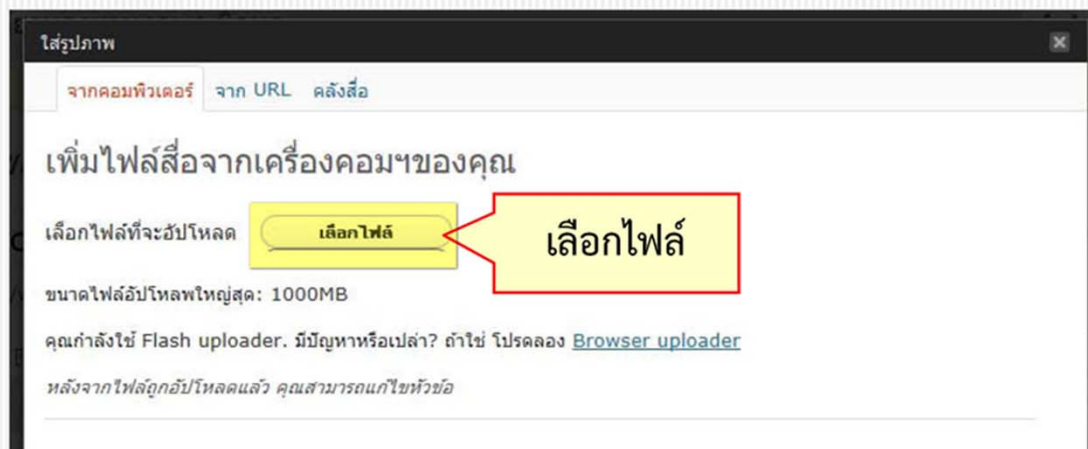 ใส่รูปภาพ
จากคอมพิวเตอร์ จาก URL คลังสื่อ
เพิ่มไฟล์สื่อจากเครื่องคอมฯของคุณ
เลือกไฟล์ที่จะอัปโหลด เลือกไฟล์ เลือกไฟล์
ขนาดไฟล์อัปโหลพใหญ่สุด: 1000MB
คุณกำลังใช้ Flash uploader. มีปัญหาหรือเปล่า? ถ้าใช่ โปรดลอง Browser uploader
หลังจากไฟล์ถูกอัปโหลดแล้ว คุณสามารถแก้ไขหัวข้อ